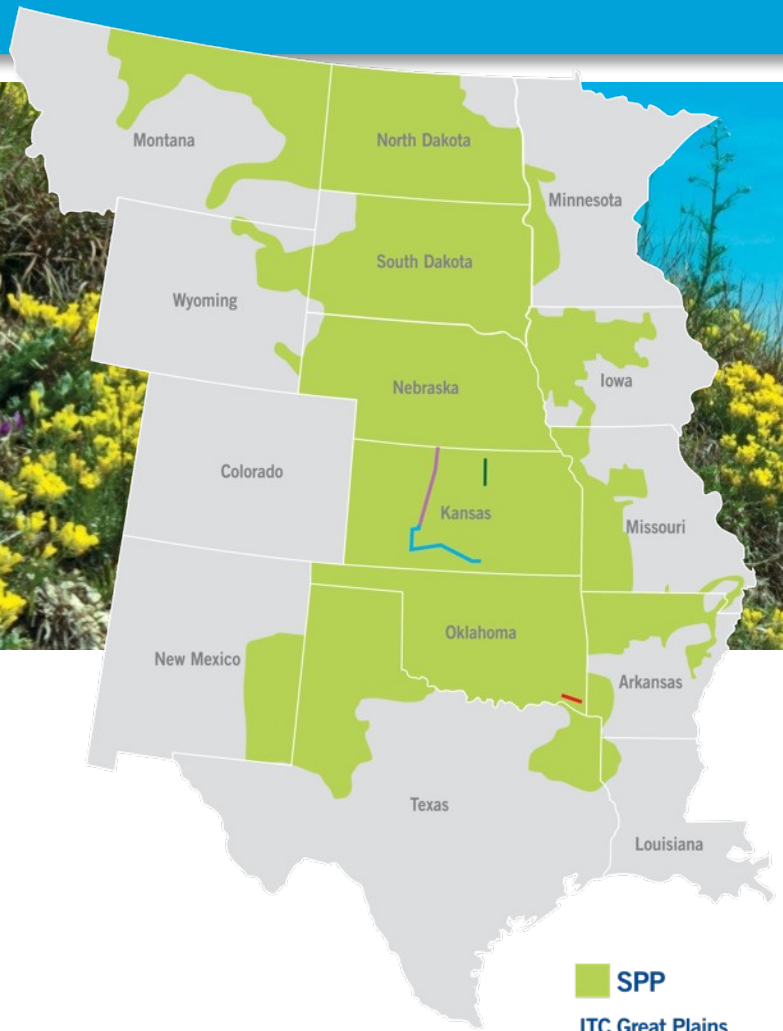 Montana
North Dakota
Minnesota
South Dakota
Wyoming
Iowa
Nebraska
Colorado
Kansas
Missouri
Oklahoma
New Mexico
Arkansas
Texas
Louisiana
SPP
ITC Great Plains